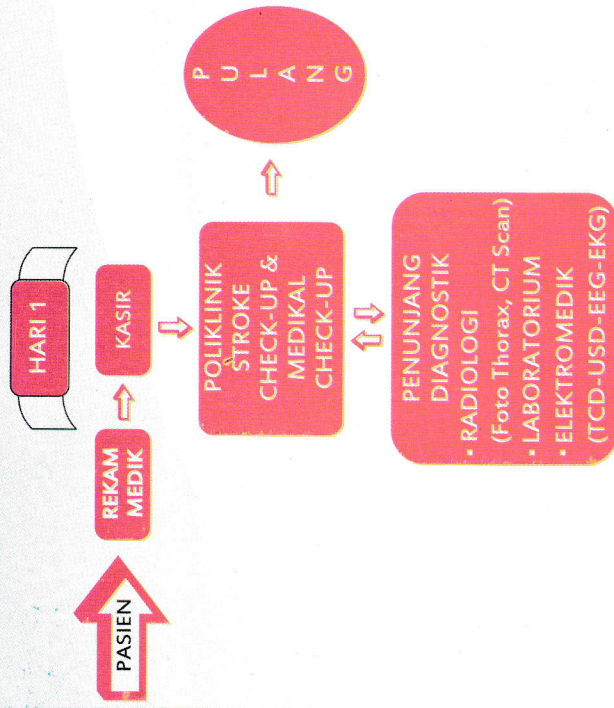 HARI 1
PASIEN
REKAM
MEDIK
KASIR
POLIKLINIK
STROKE
CHECK-UP &
MEDIKAL
CHECK-UP
P
U
L
A
N
G
PENUNJANG
DIAGNOSTIK
▪ RADIOLOGI
(Foto Thorax, CT Scan)
▪ LABORATORIUM
▪ ELEKTROMEDIK
(TCD-USD-EEG-EKG)